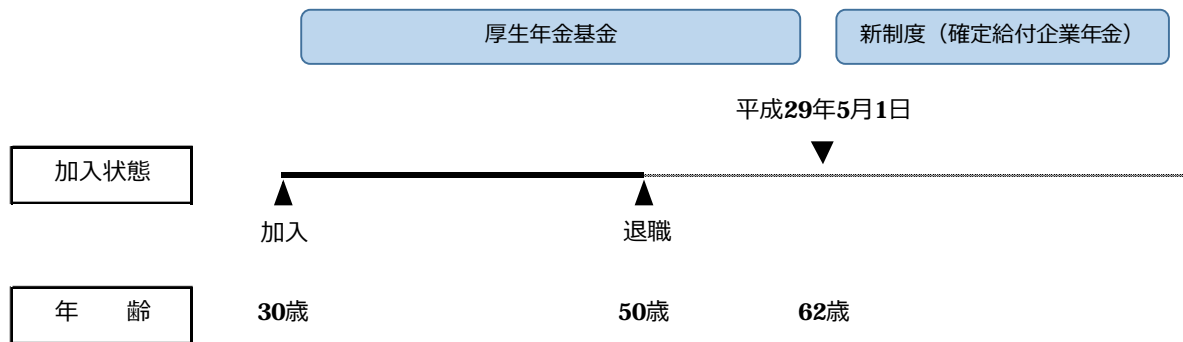 厚生年金基金 新制度（確定給付企業年金）
平成29年5月1日
加入状態
加入 退職
年　　齢 30歳 50歳 62歳